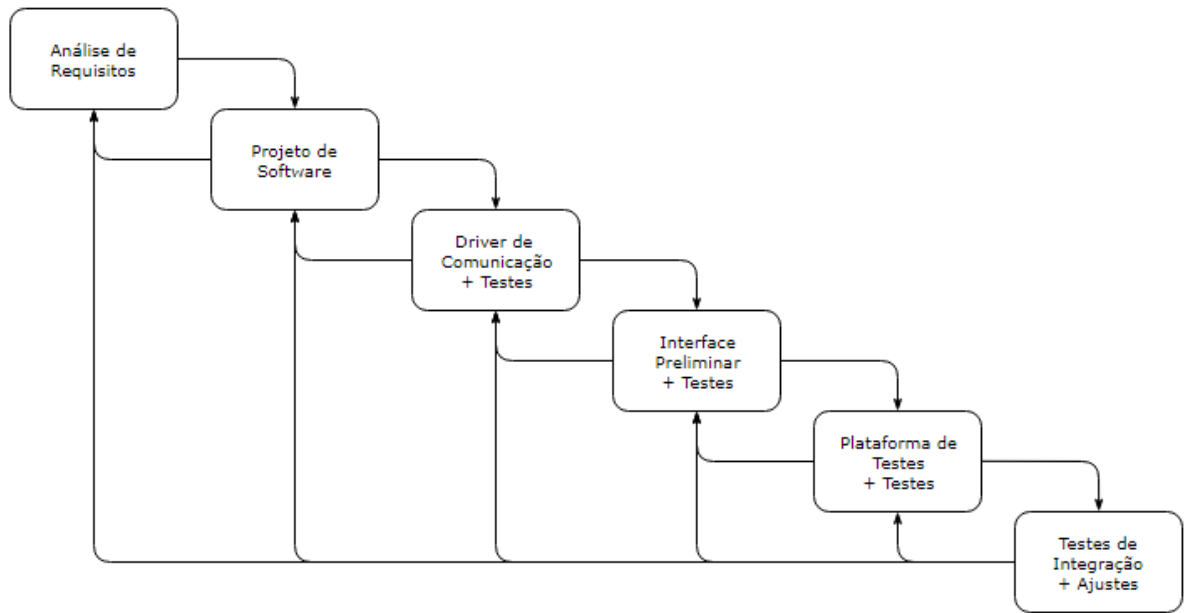 Análise de
Requisitos
Projeto de
Software
Driver de
Comunicação
+ Testes
Interface
Preliminar
+ Testes
Plataforma de
Testes
+ Testes
Testes de
Integração
+ Ajustes